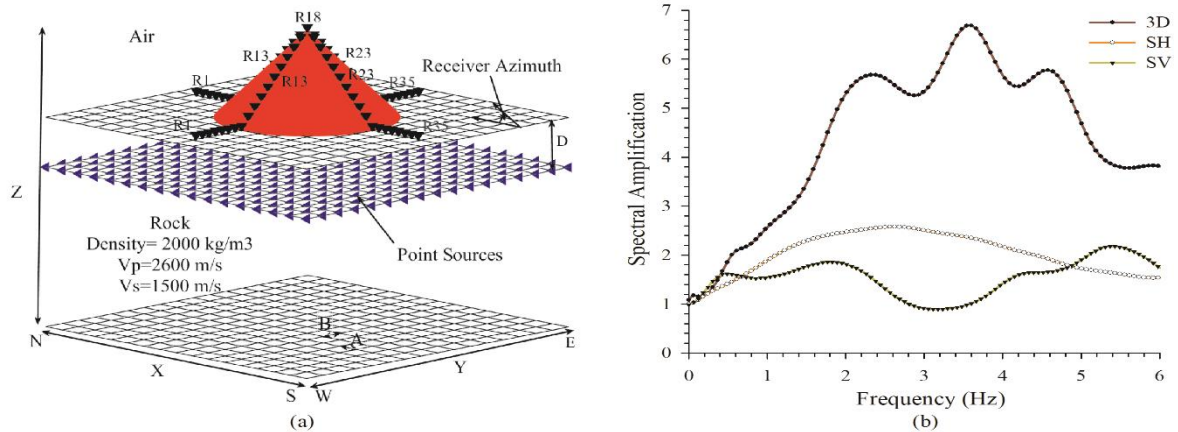 R18
Air
R13
R23
R13
R23
Receiver Azimuth
R1
R35
R1
R35
D
Z
Rock
Density= 2000 kg/m3
Vp=2600 m/s
Vs=1500 m/s
Point Sources
B
A
N
E
X
Y
S
W
(a)
7
6
5
4
3
2
1
0
Spectral Amplification
3D
SH
SV
0 1 2 3 4 5 6
Frequency (Hz)
(b)